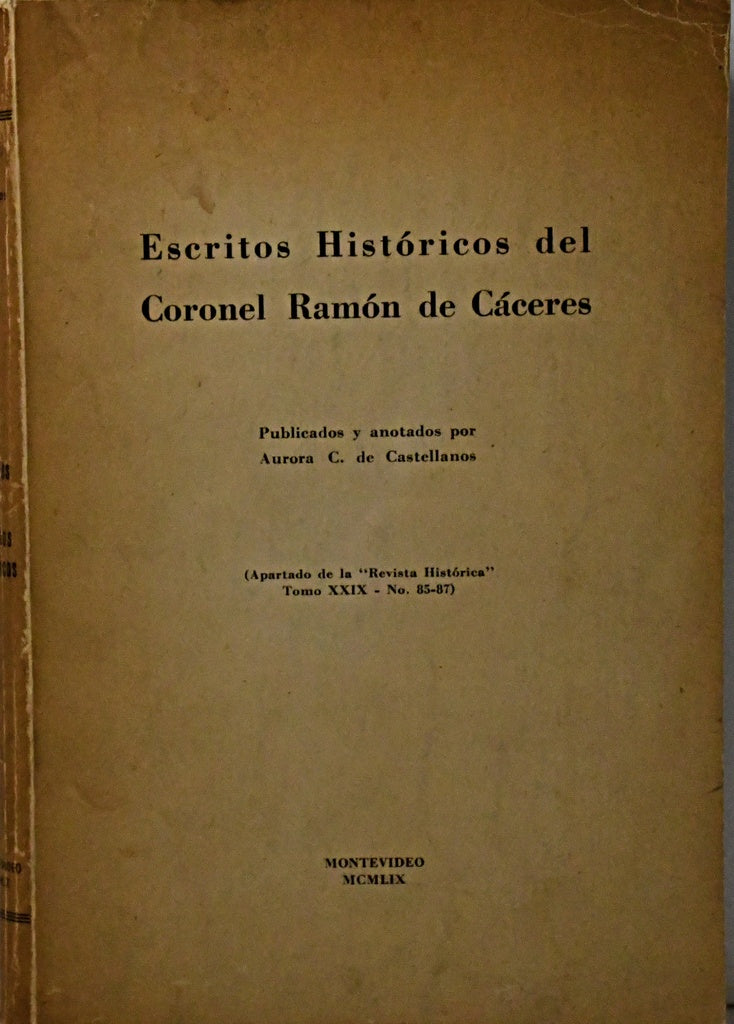 Escritos Históricos del
Coronel Ramón de Cáceres
Publicados y anotados por
Aurora C. de Castellanos
(Apartado de la "Revista Histórica"
Tomo XXIX - No. 85-87)
MONTEVIDEO
MCMLIX